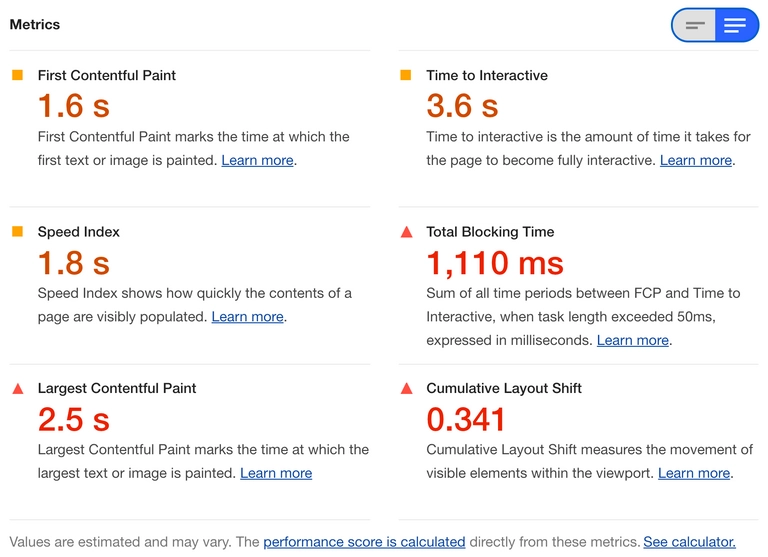 Metrics
First Contentful Paint
1.6 s
First Contentful Paint marks the time at which the
first text or image is painted. Learn more.
Time to Interactive
3.6 s
Time to interactive is the amount of time it takes for
the page to become fully interactive. Learn more.
Speed Index
1.8 s
Speed Index shows how quickly the contents of a
page are visibly populated. Learn more.
Total Blocking Time
1,110 ms
Sum of all time periods between FCP and Time to
Interactive, when task length exceeded 50ms,
expressed in milliseconds. Learn more.
Largest Contentful Paint
2.5 s
Largest Contentful Paint marks the time at which the
largest text or image is painted. Learn more
Cumulative Layout Shift
0.341
Cumulative Layout Shift measures the movement of
visible elements within the viewport. Learn more.
Values are estimated and may vary. The performance score is calculated directly from these metrics. See calculator.